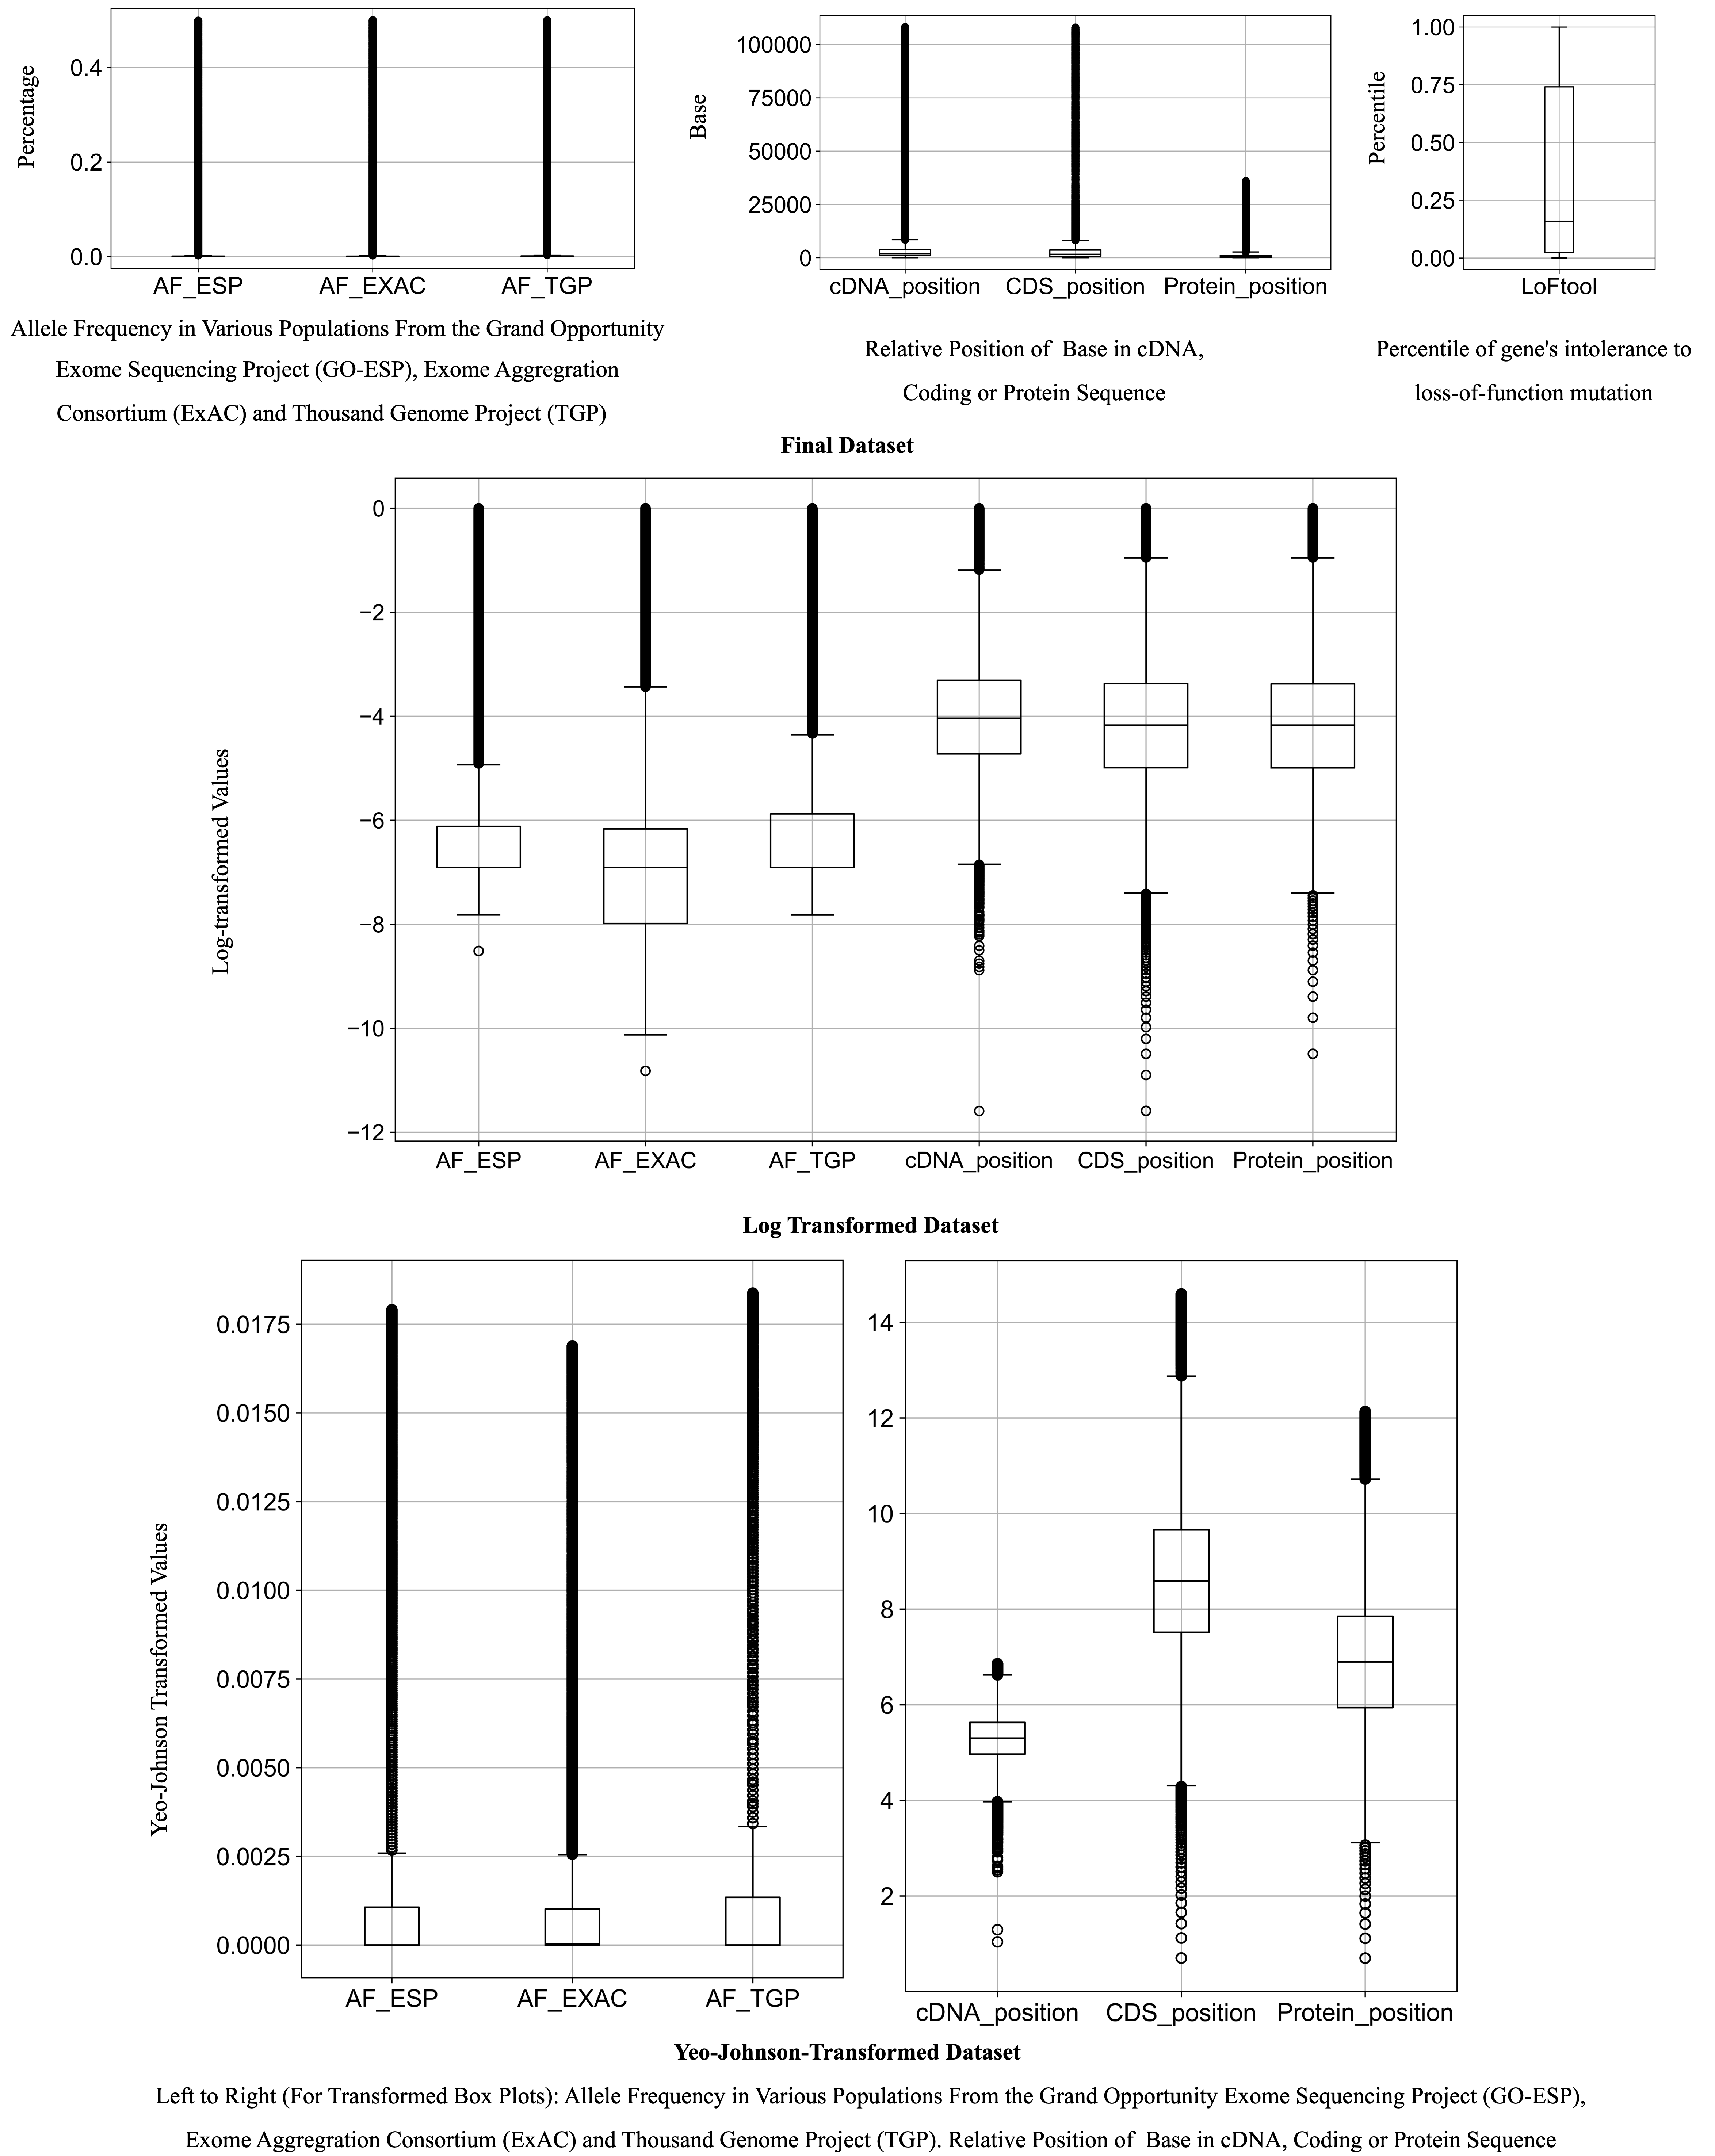 Percentage
0.4
0.2
0.0
AF_ESP
AF_EXAC
AF_TGP
Allele Frequency in Various Populations From the Grand Opportunity
Exome Sequencing Project (GO-ESP), Exome Aggregration
Consortium (ExAC) and Thousand Genome Project (TGP)
Base
100000
75000
50000
25000
0
cDNA_position
CDS_position
Protein_position
Relative Position of Base in cDNA,
Coding or Protein Sequence
Percentile
1.00
0.75
0.50
0.25
0.00
LoFtool
Percentile of gene's intolerance to
loss-of-function mutation
Final Dataset
Log-transformed Values
0
−2
−4
−6
−8
−10
−12
AF_ESP
AF_EXAC
AF_TGP
cDNA_position
CDS_position
Protein_position
Log Transformed Dataset
Yeo-Johnson Transformed Values
0.0175
0.0150
0.0125
0.0100
0.0075
0.0050
0.0025
0.0000
AF_ESP
AF_EXAC
AF_TGP
14
12
10
8
6
4
2
cDNA_position
CDS_position
Protein_position
Yeo-Johnson-Transformed Dataset
Left to Right (For Transformed Box Plots): Allele Frequency in Various Populations From the Grand Opportunity Exome Sequencing Project (GO-ESP),
Exome Aggregration Consortium (ExAC) and Thousand Genome Project (TGP). Relative Position of Base in cDNA, Coding or Protein Sequence